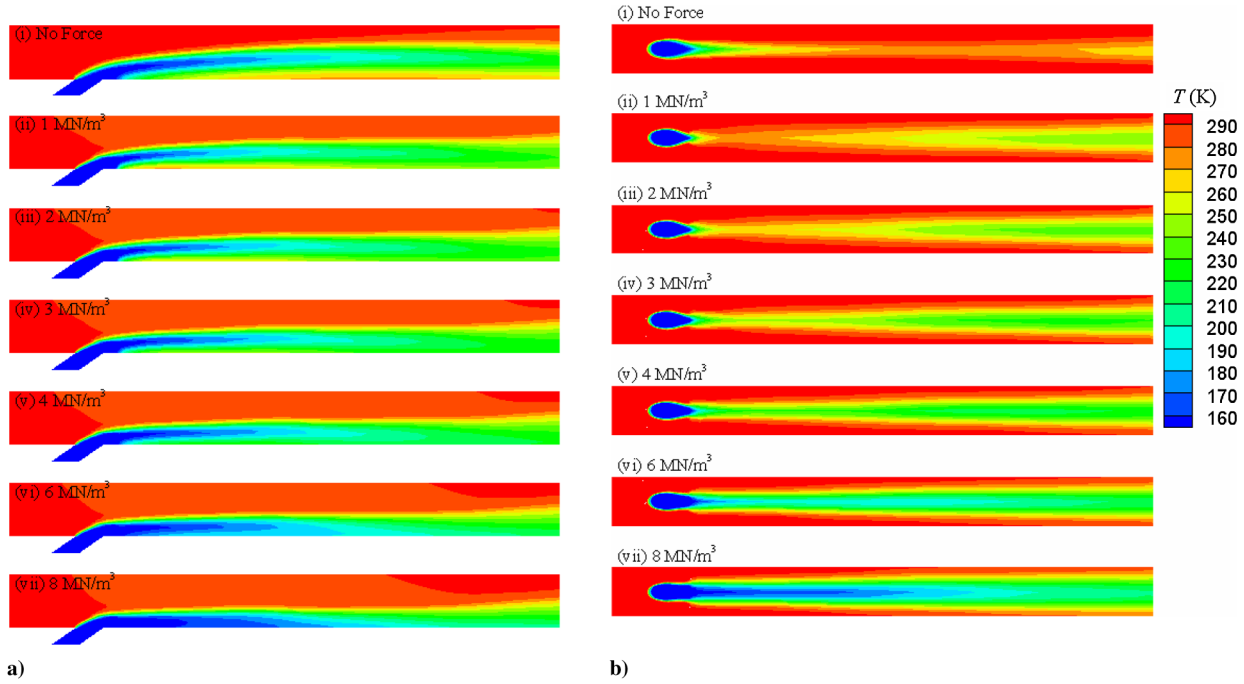 (i) No Force
(ii) 1 MN/m³
(iii) 2 MN/m³
(iv) 3 MN/m³
(v) 4 MN/m³
(vi) 6 MN/m³
(vii) 8 MN/m³
a)
(i) No Force
(ii) 1 MN/m³
(iii) 2 MN/m³
(iv) 3 MN/m³
(v) 4 MN/m³
(vi) 6 MN/m³
(vii) 8 MN/m³
b)
T (K)
290
280
270
260
250
240
230
220
210
200
190
180
170
160